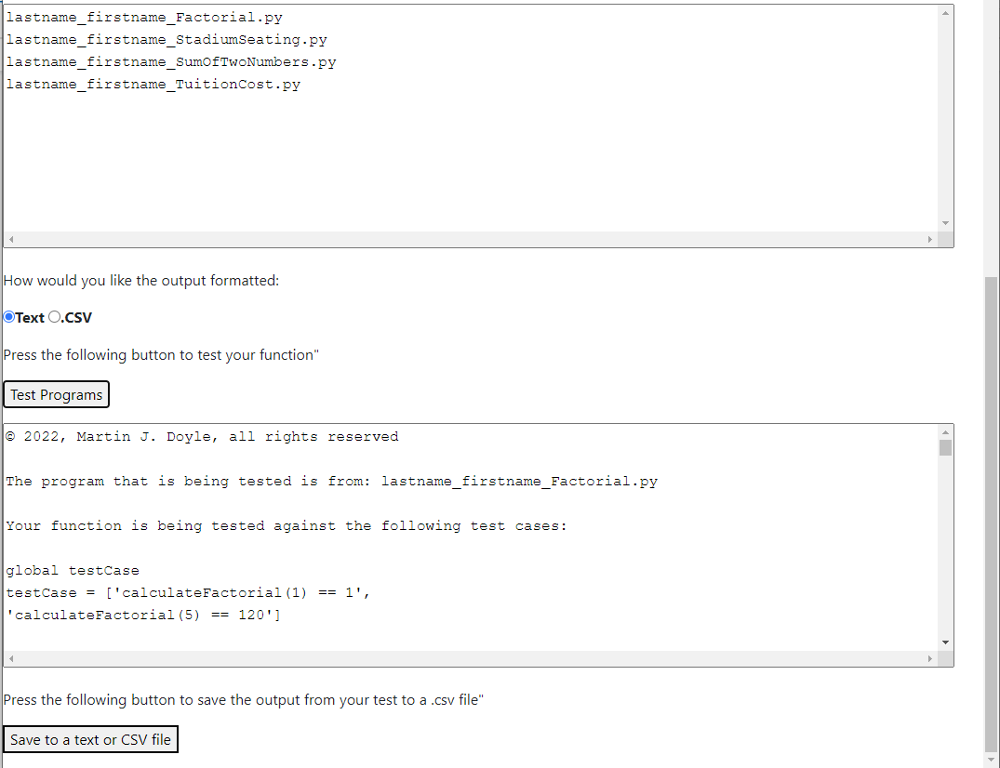 lastname_firstname_Factorial.py
lastname_firstname_StadiumSeating.py
lastname_firstname_SumOfTwoNumbers.py
lastname_firstname_TuitionCost.py
How would you like the output formatted:
Text .CSV
Press the following button to test your function"
Test Programs
© 2022, Martin J. Doyle, all rights reserved
The program that is being tested is from: lastname_firstname_Factorial.py
Your function is being tested against the following test cases:
global testCase
testCase = ['calculateFactorial(1) == 1',
'calculateFactorial(5) == 120']
Press the following button to save the output from your test to a .csv file"
Save to a text or CSV file